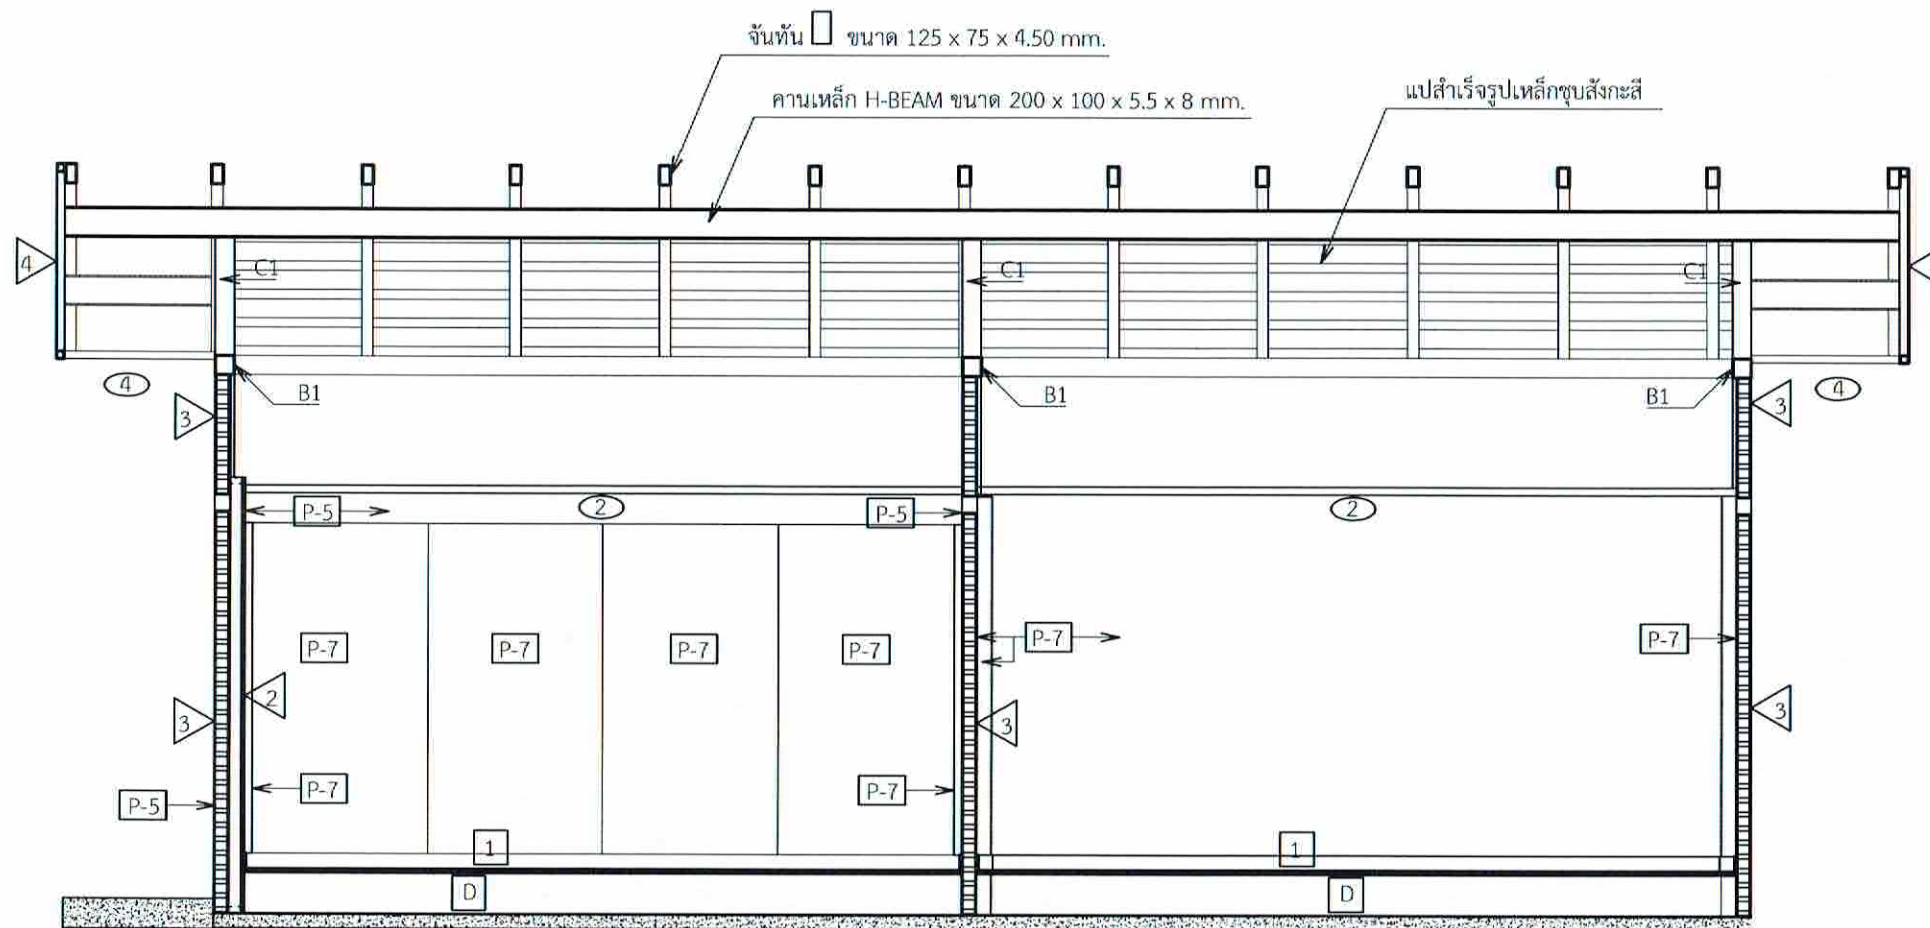 จันทัน ขนาด 125 x 75 x 4.50 mm.
คานเหล็ก H-BEAM ขนาด 200 x 100 x 5.5 x 8 mm.
แปสำเร็จรูปเหล็กชุบสังกะสี
4
C1
C1
C1
4
3
B1
B1
B1
3
4
P-5
2
P-5
2
P-7
P-7
P-7
P-7
P-7
P-7
3
2
3
3
P-5
P-7
P-7
1
1
D
D